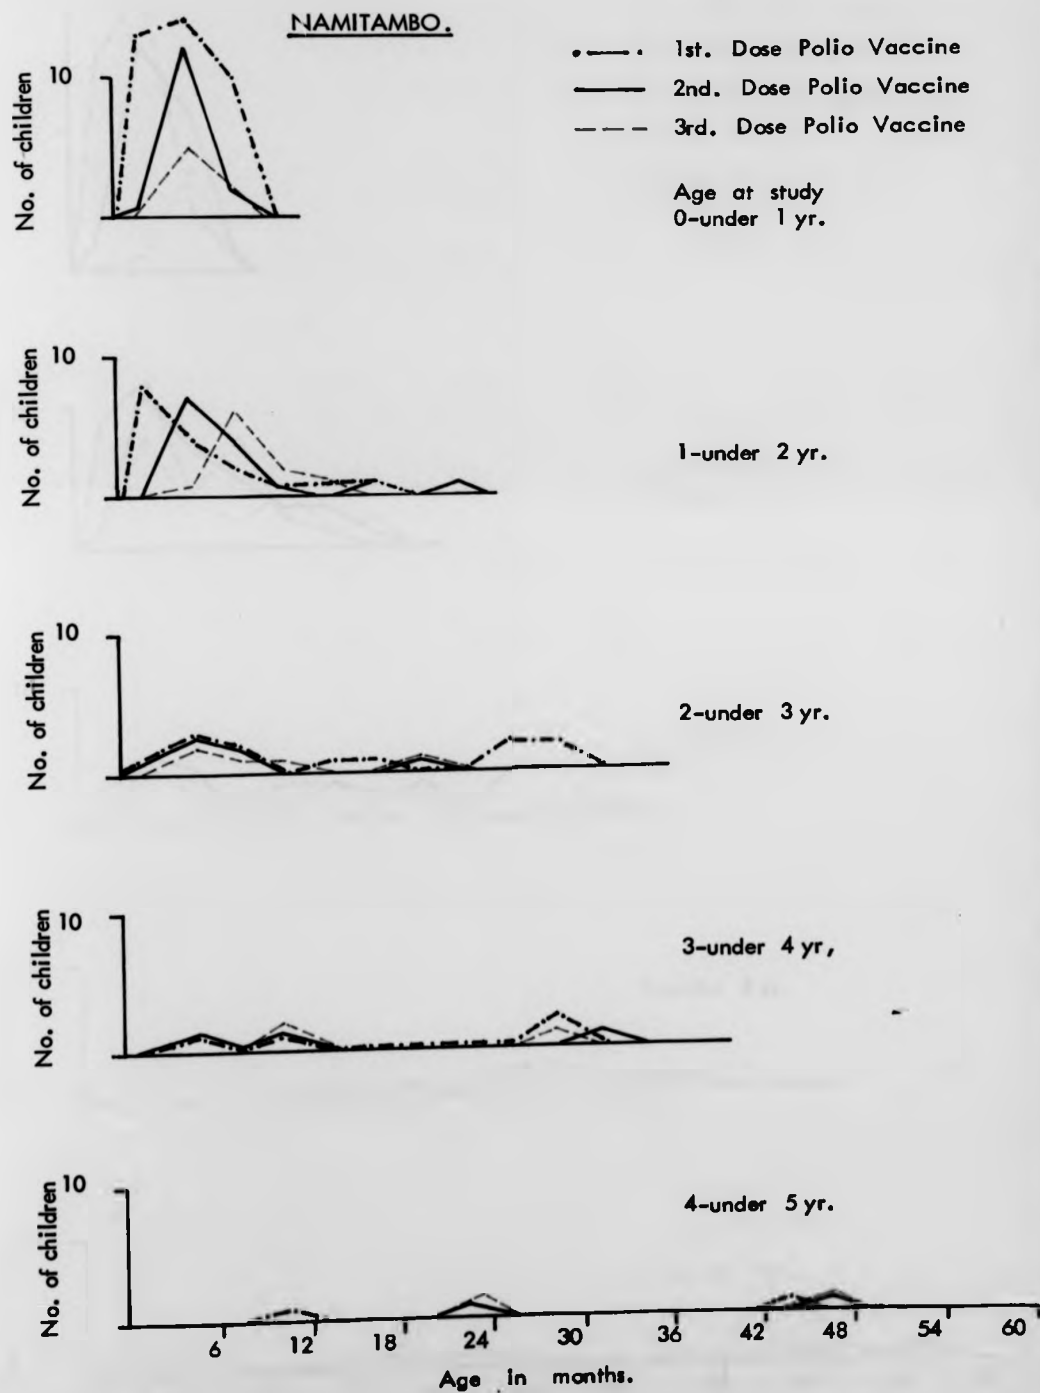 NAMITAMBO.
1st. Dose Polio Vaccine
2nd. Dose Polio Vaccine
3rd. Dose Polio Vaccine
Age at study
0-under 1 yr.
10
No. of children
1-under 2 yr.
10
No. of children
2-under 3 yr.
10
No. of children
3-under 4 yr,
10
No. of children
4-under 5 yr.
10
No. of children
6 12 18 24 30 36 42 48 54 60
Age in months.